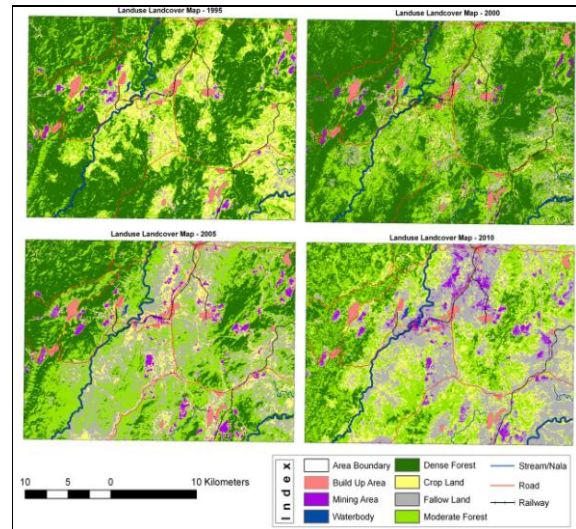 Landuse Landcover Map - 1995
Landuse Landcover Map - 2000
Landuse Landcover Map - 2005
Landuse Landcover Map - 2010
10 5 0 10 Kilometers
Index
Area Boundary
Build Up Area
Mining Area
Waterbody
Dense Forest
Crop Land
Fallow Land
Moderate Forest
Stream/Nala
Road
Railway